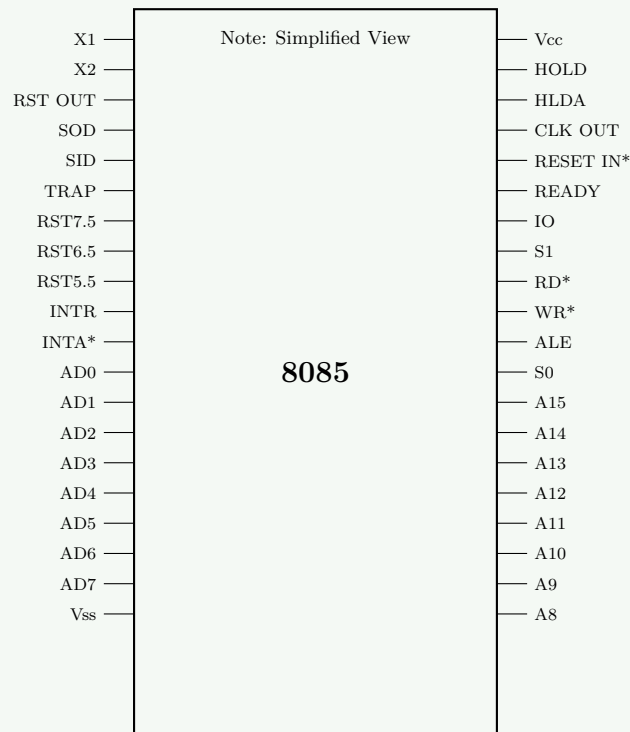 Note: Simplified View
X1 Vcc
X2 HOLD
RST OUT HLDA
SOD CLK OUT
SID RESET IN*
TRAP READY
RST7.5 IO
RST6.5 S1
RST5.5 RD*
INTR WR*
INTA* ALE
AD0 8085 S0
AD1 A15
AD2 A14
AD3 A13
AD4 A12
AD5 A11
AD6 A10
AD7 A9
Vss A8